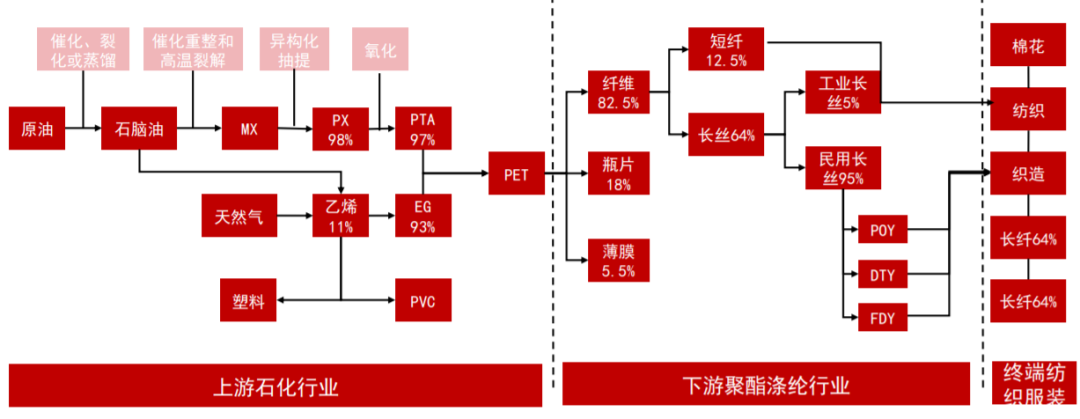 催化、裂
化或蒸馏
催化重整和
高温裂解
异构化
抽提
氧化
原油
石脑油
MX
PX
98%
PTA
97%
天然气
乙烯
11%
EG
93%
塑料
PVC
PET
上游石化行业
纤维
82.5%
瓶片
18%
薄膜
5.5%
短纤
12.5%
长丝64%
工业长
丝5%
民用长
丝95%
POY
DTY
FDY
下游聚酯涤纶行业
棉花
纺织
织造
长纤64%
长纤64%
终端纺
织服装